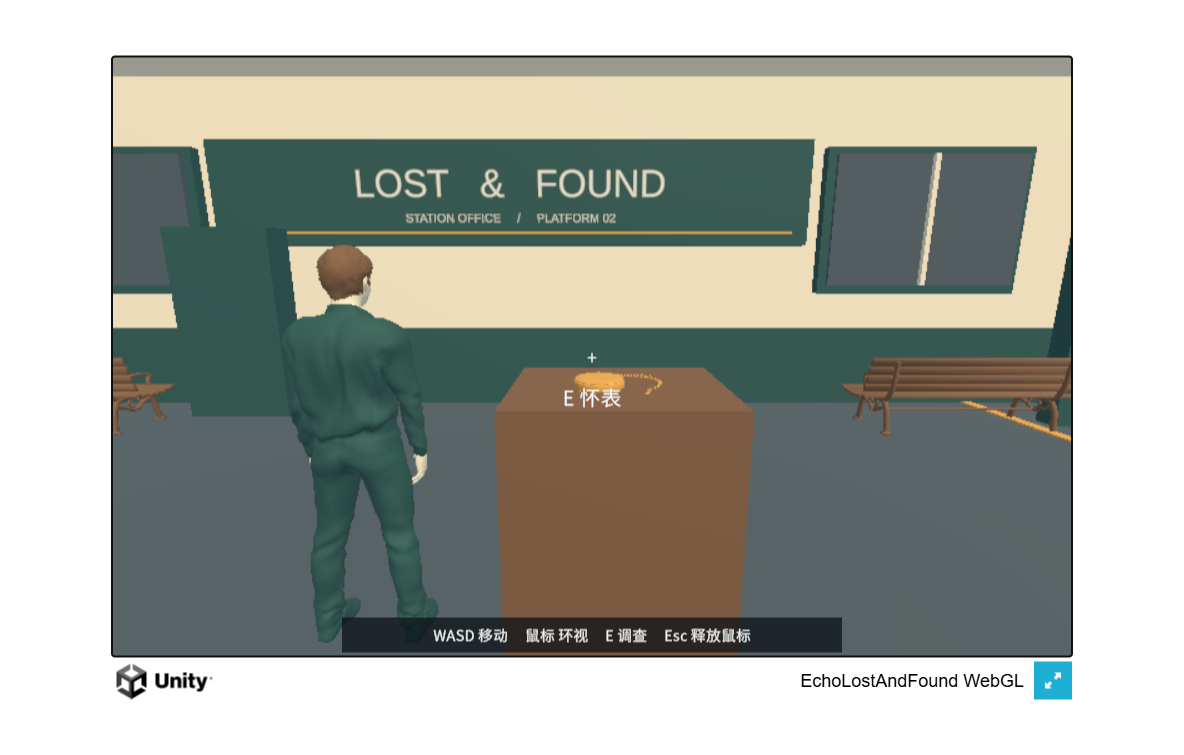 LOST & FOUND
STATION OFFICE / PLATFORM 02
E 怀表
WASD 移动 鼠标 环视 E 调查 Esc 释放鼠标
Unity
EchoLostAndFound WebGL